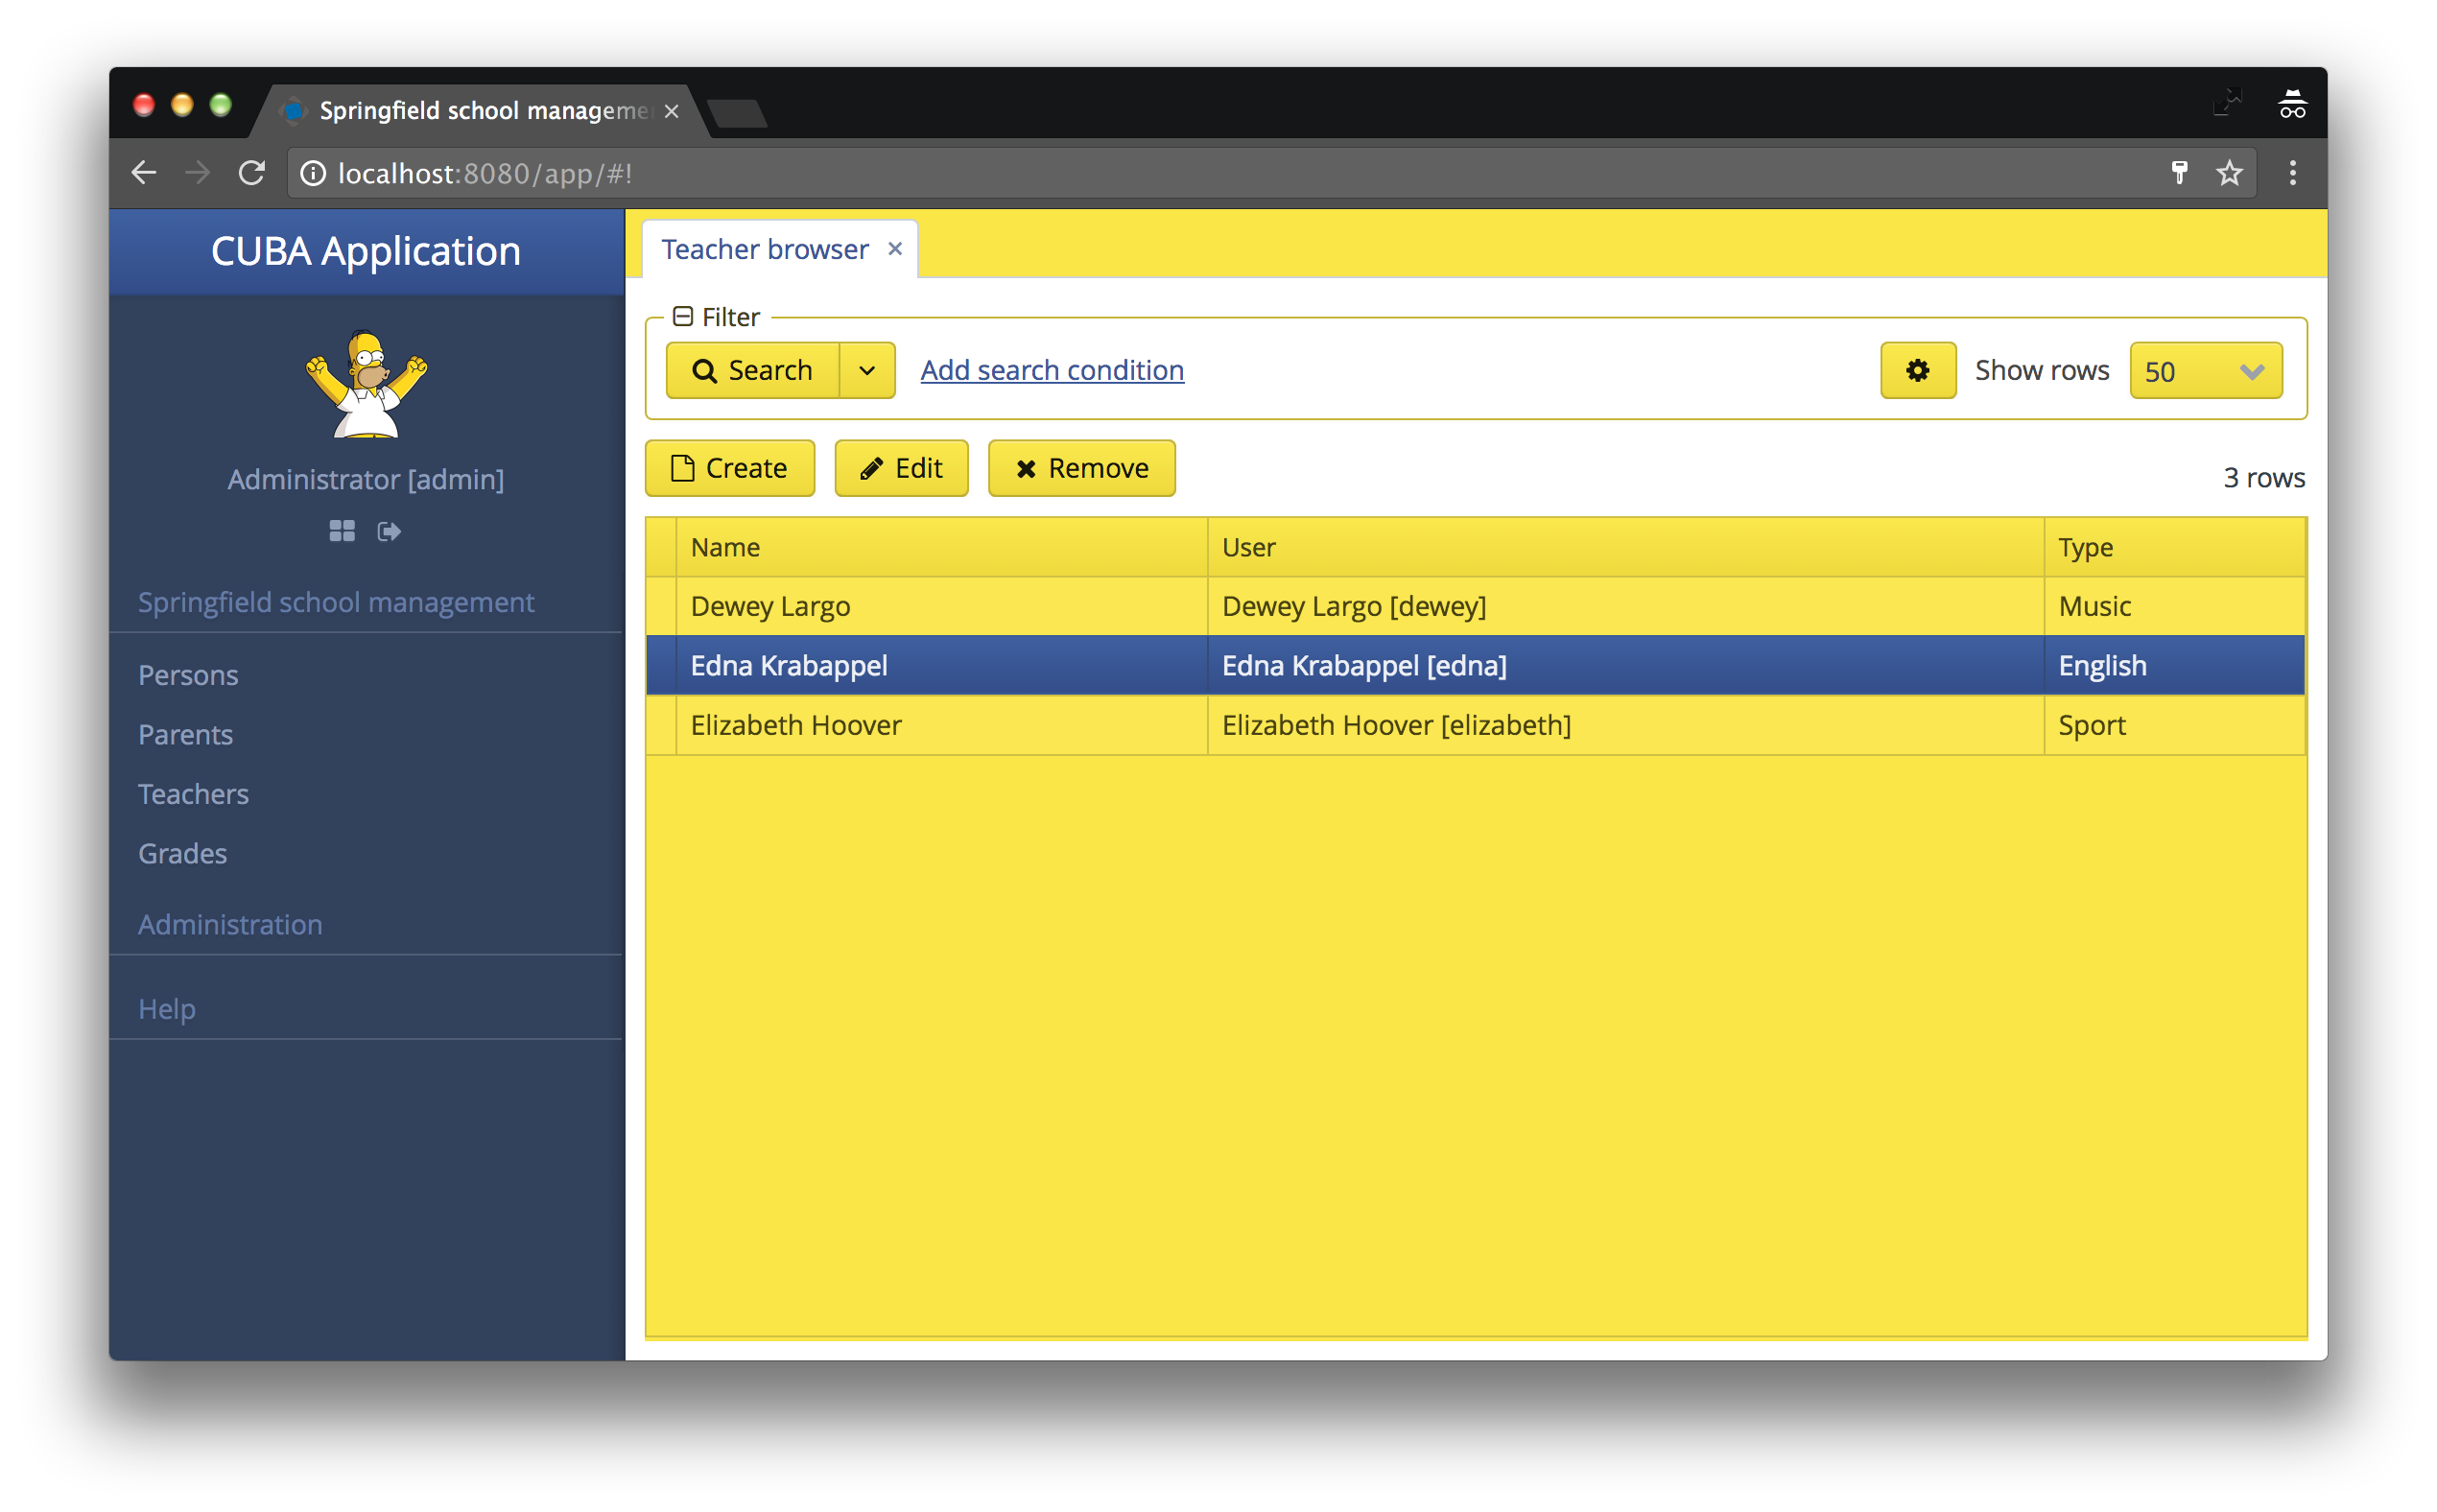 Springfield school manageme
localhost:8080/app/#!
CUBA Application
Administrator [admin]
Springfield school management
Persons
Parents
Teachers
Grades
Administration
Help
Teacher browser
Filter
Search Add search condition Show rows 50
Create Edit Remove 3 rows
Name User Type
Dewey Largo Dewey Largo [dewey] Music
Edna Krabappel Edna Krabappel [edna] English
Elizabeth Hoover Elizabeth Hoover [elizabeth] Sport